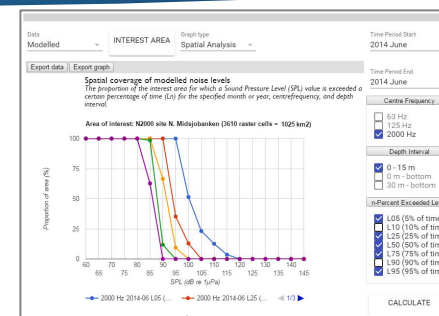 Data
Modelled
INTEREST AREA
Graph type
Spatial Analysis
Export data
Export graph
Spatial coverage of modelled noise levels
The proportion of the interest area for which a Sound Pressure Level (SPL) value is exceeded a
certain percentage of time (Ln) for the specified month or year, centrefrequency, and depth
interval.
Area of interest: N2000 site N. Midsjobanken (3610 raster cells = 1025 km2)
Proportion of area (%)
100
75
50
25
0
60 70 80 90 100 110 120 130 140
65 75 85 95 105 115 125 135 145
SPL (dB re 1µPa)
2000 Hz 2014-06 L05 (...
2000 Hz 2014-06 L25 (...
1/3
Time Period Start
2014 June
Time Period End
2014 June
Centre Frequency
63 Hz
125 Hz
2000 Hz
Depth Interval
0 - 15 m
0 m - bottom
30 m - bottom
n-Percent Exceeded Le
L05 (5% of time
L10 (10% of tim
L25 (25% of tim
L50 (50% of tim
L75 (75% of tim
L90 (90% of tim
L95 (95% of tim
CALCULATE